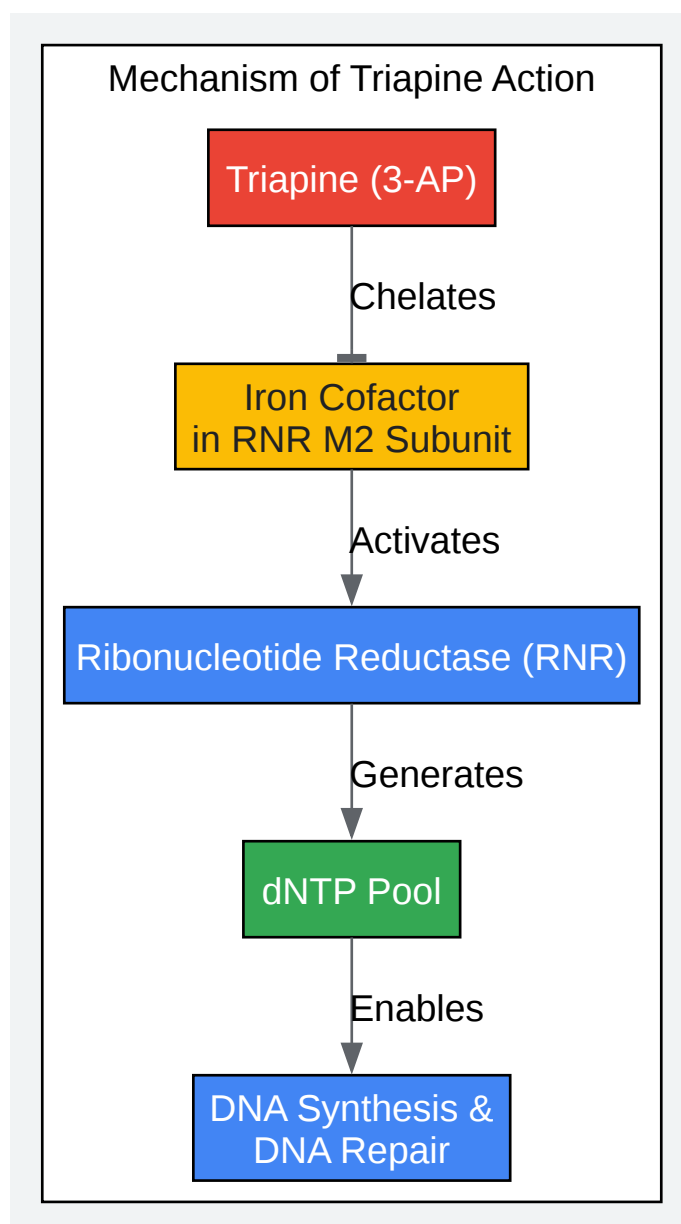 Mechanism of Triapine Action
Triapine (3-AP)
Chelates
Iron Cofactor
in RNR M2 Subunit
Activates
Ribonucleotide Reductase (RNR)
Generates
dNTP Pool
Enables
DNA Synthesis &
DNA Repair